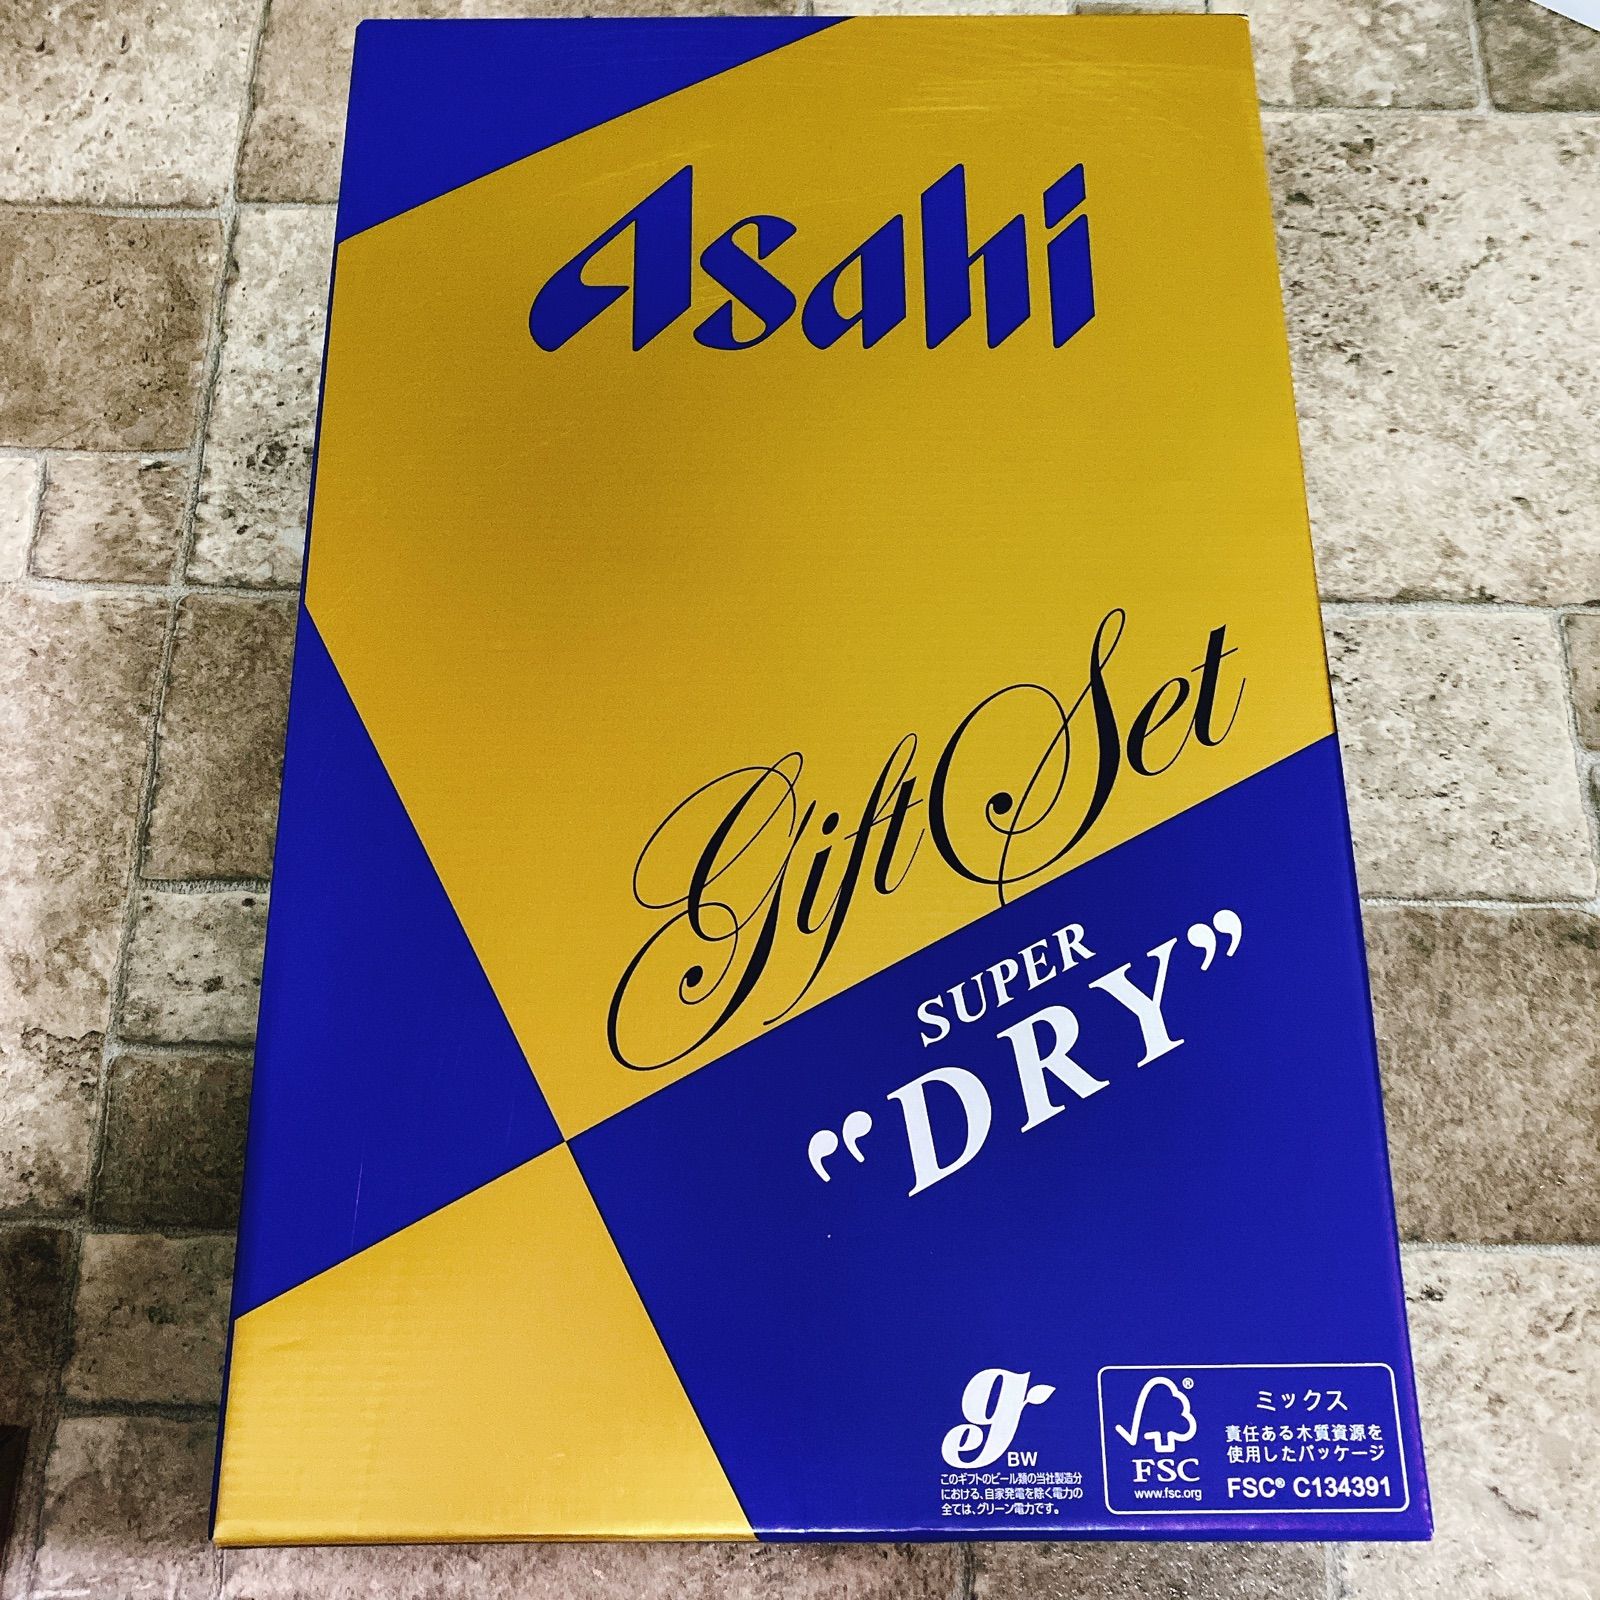 Asahi
Gift Set
SUPER
“DRY”
g
BW
このギフトのビール類の当社製造分
における、自家発電を除く電力の
全ては、グリーン電力です。
®
FSC
www.fsc.org
ミックス
責任ある木質資源を
使用したパッケージ
FSC® C134391